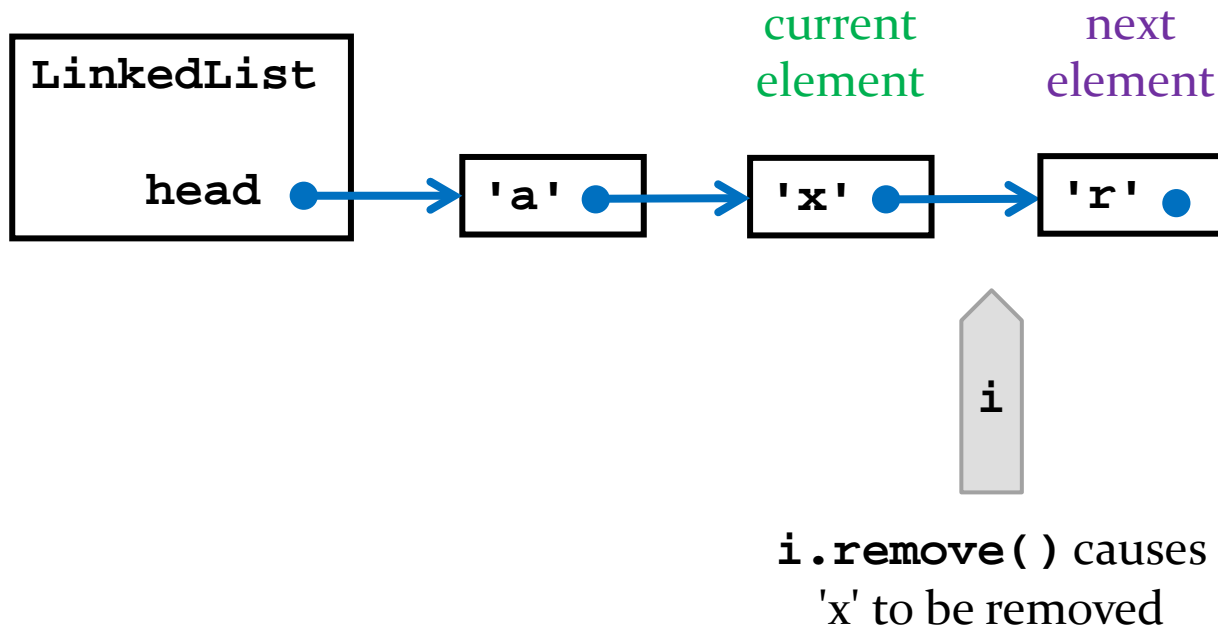 current
element
next
element
LinkedList
head
'a'
'x'
'r'
i
i.remove() causes
'x' to be removed